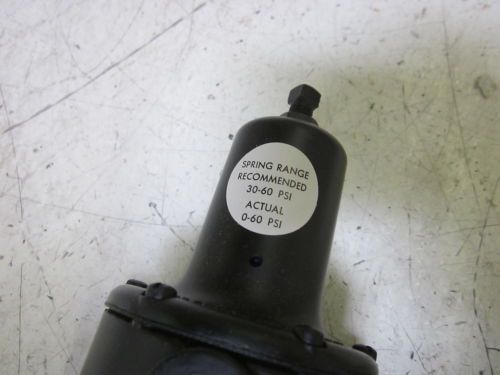 SPRING RANGE
RECOMMENDED
30-60 PSI
ACTUAL
0-60 PSI